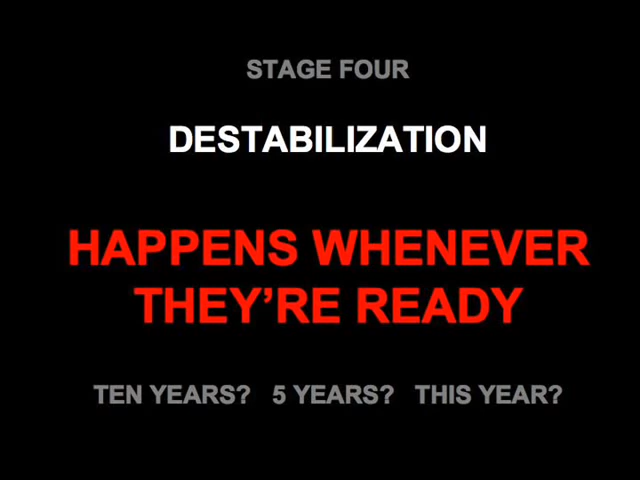 STAGE FOUR
DESTABILIZATION
HAPPENS WHENEVER
THEY’RE READY
TEN YEARS? 5 YEARS? THIS YEAR?